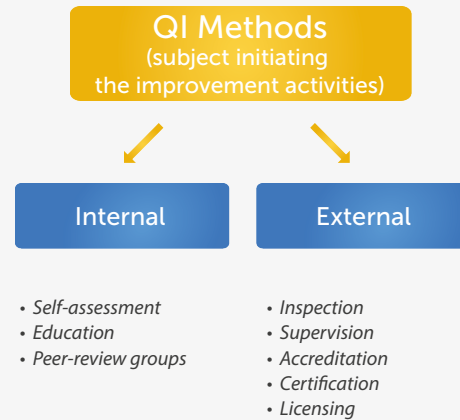 QI Methods
(subject initiating
the improvement activities)
Internal
External
• Self-assessment
• Education
• Peer-review groups
• Inspection
• Supervision
• Accreditation
• Certification
• Licensing